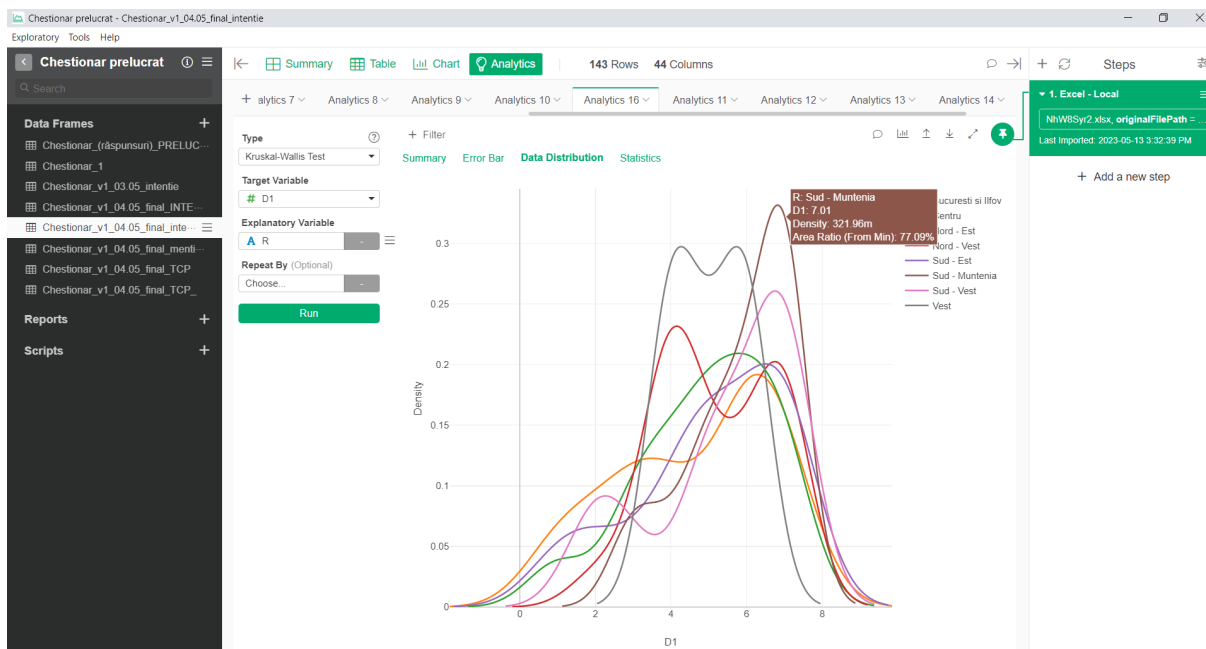 Chestionar prelucrat - Chestionar_v1_04.05_final_intentie
Exploratory Tools Help
Chestionar prelucrat
Search
Data Frames
Chestionar_(răspunsuri)_PRELUC...
Chestionar_1
Chestionar_v1_03.05_intentie
Chestionar_v1_04.05_final_INTE...
Chestionar_v1_04.05_final_inte...
Chestionar_v1_04.05_final_menti...
Chestionar_v1_04.05_final_TCP
Chestionar_v1_04.05_final_TCP_
Reports
Scripts
Summary Table Chart Analytics 143 Rows 44 Columns
alytics 7 Analytics 8 Analytics 9 Analytics 10 Analytics 16 Analytics 11 Analytics 12 Analytics 13 Analytics 14
Type
Kruskal-Wallis Test
Target Variable
# D1
Explanatory Variable
A R
Repeat By (Optional)
Choose...
Run
+ Filter
Summary Error Bar Data Distribution Statistics
R: Sud - Muntenia
D1: 7.01
Density: 321.96m
Area Ratio (From Min): 77.09%
ucuresti si Ilfov
entru
ord - Est
ord - Vest
Sud - Est
Sud - Muntenia
Sud - Vest
Vest
0.3
0.25
0.2
0.15
0.1
0.05
0
Density
0 2 4 6 8
D1
Steps
1. Excel - Local
NhW8Syr2.xlsx, originalFilePath = ...
Last Imported: 2023-05-13 3:32:39 PM
+ Add a new step